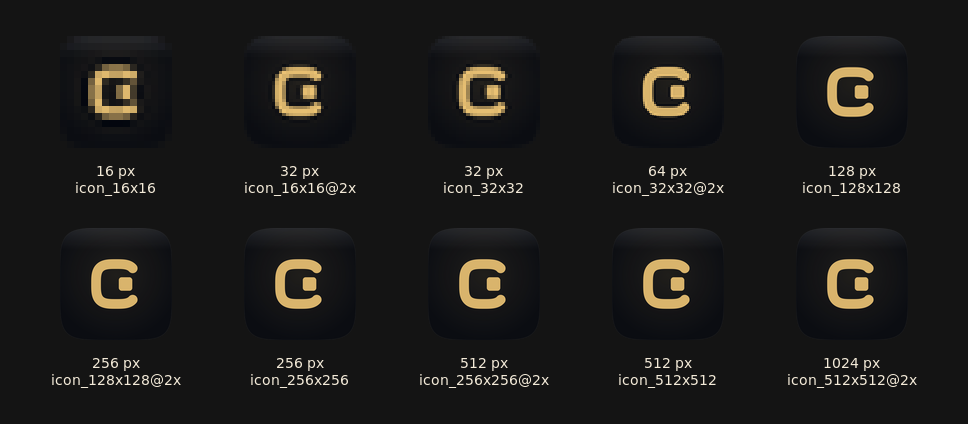 16 px
icon_16x16
32 px
icon_16x16@2x
32 px
icon_32x32
64 px
icon_32x32@2x
128 px
icon_128x128
256 px
icon_128x128@2x
256 px
icon_256x256
512 px
icon_256x256@2x
512 px
icon_512x512
1024 px
icon_512x512@2x